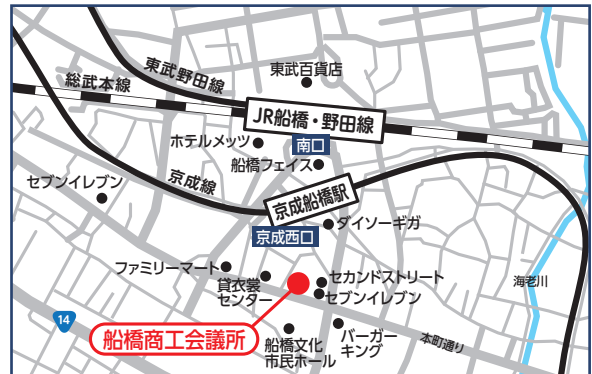 東武百貨店
東武野田線
総武本線
JR船橋・野田線
ホテルメッツ
南口
船橋フェイス
セブンイレブン
京成線
京成船橋駅
ダイソーギガ
京成西口
ファミリーマート
貸衣裳
センター
セカンドストリート
セブンイレブン
海老川
14
船橋商工会議所
船橋文化
市民ホール
バーガー
キング
本町通り